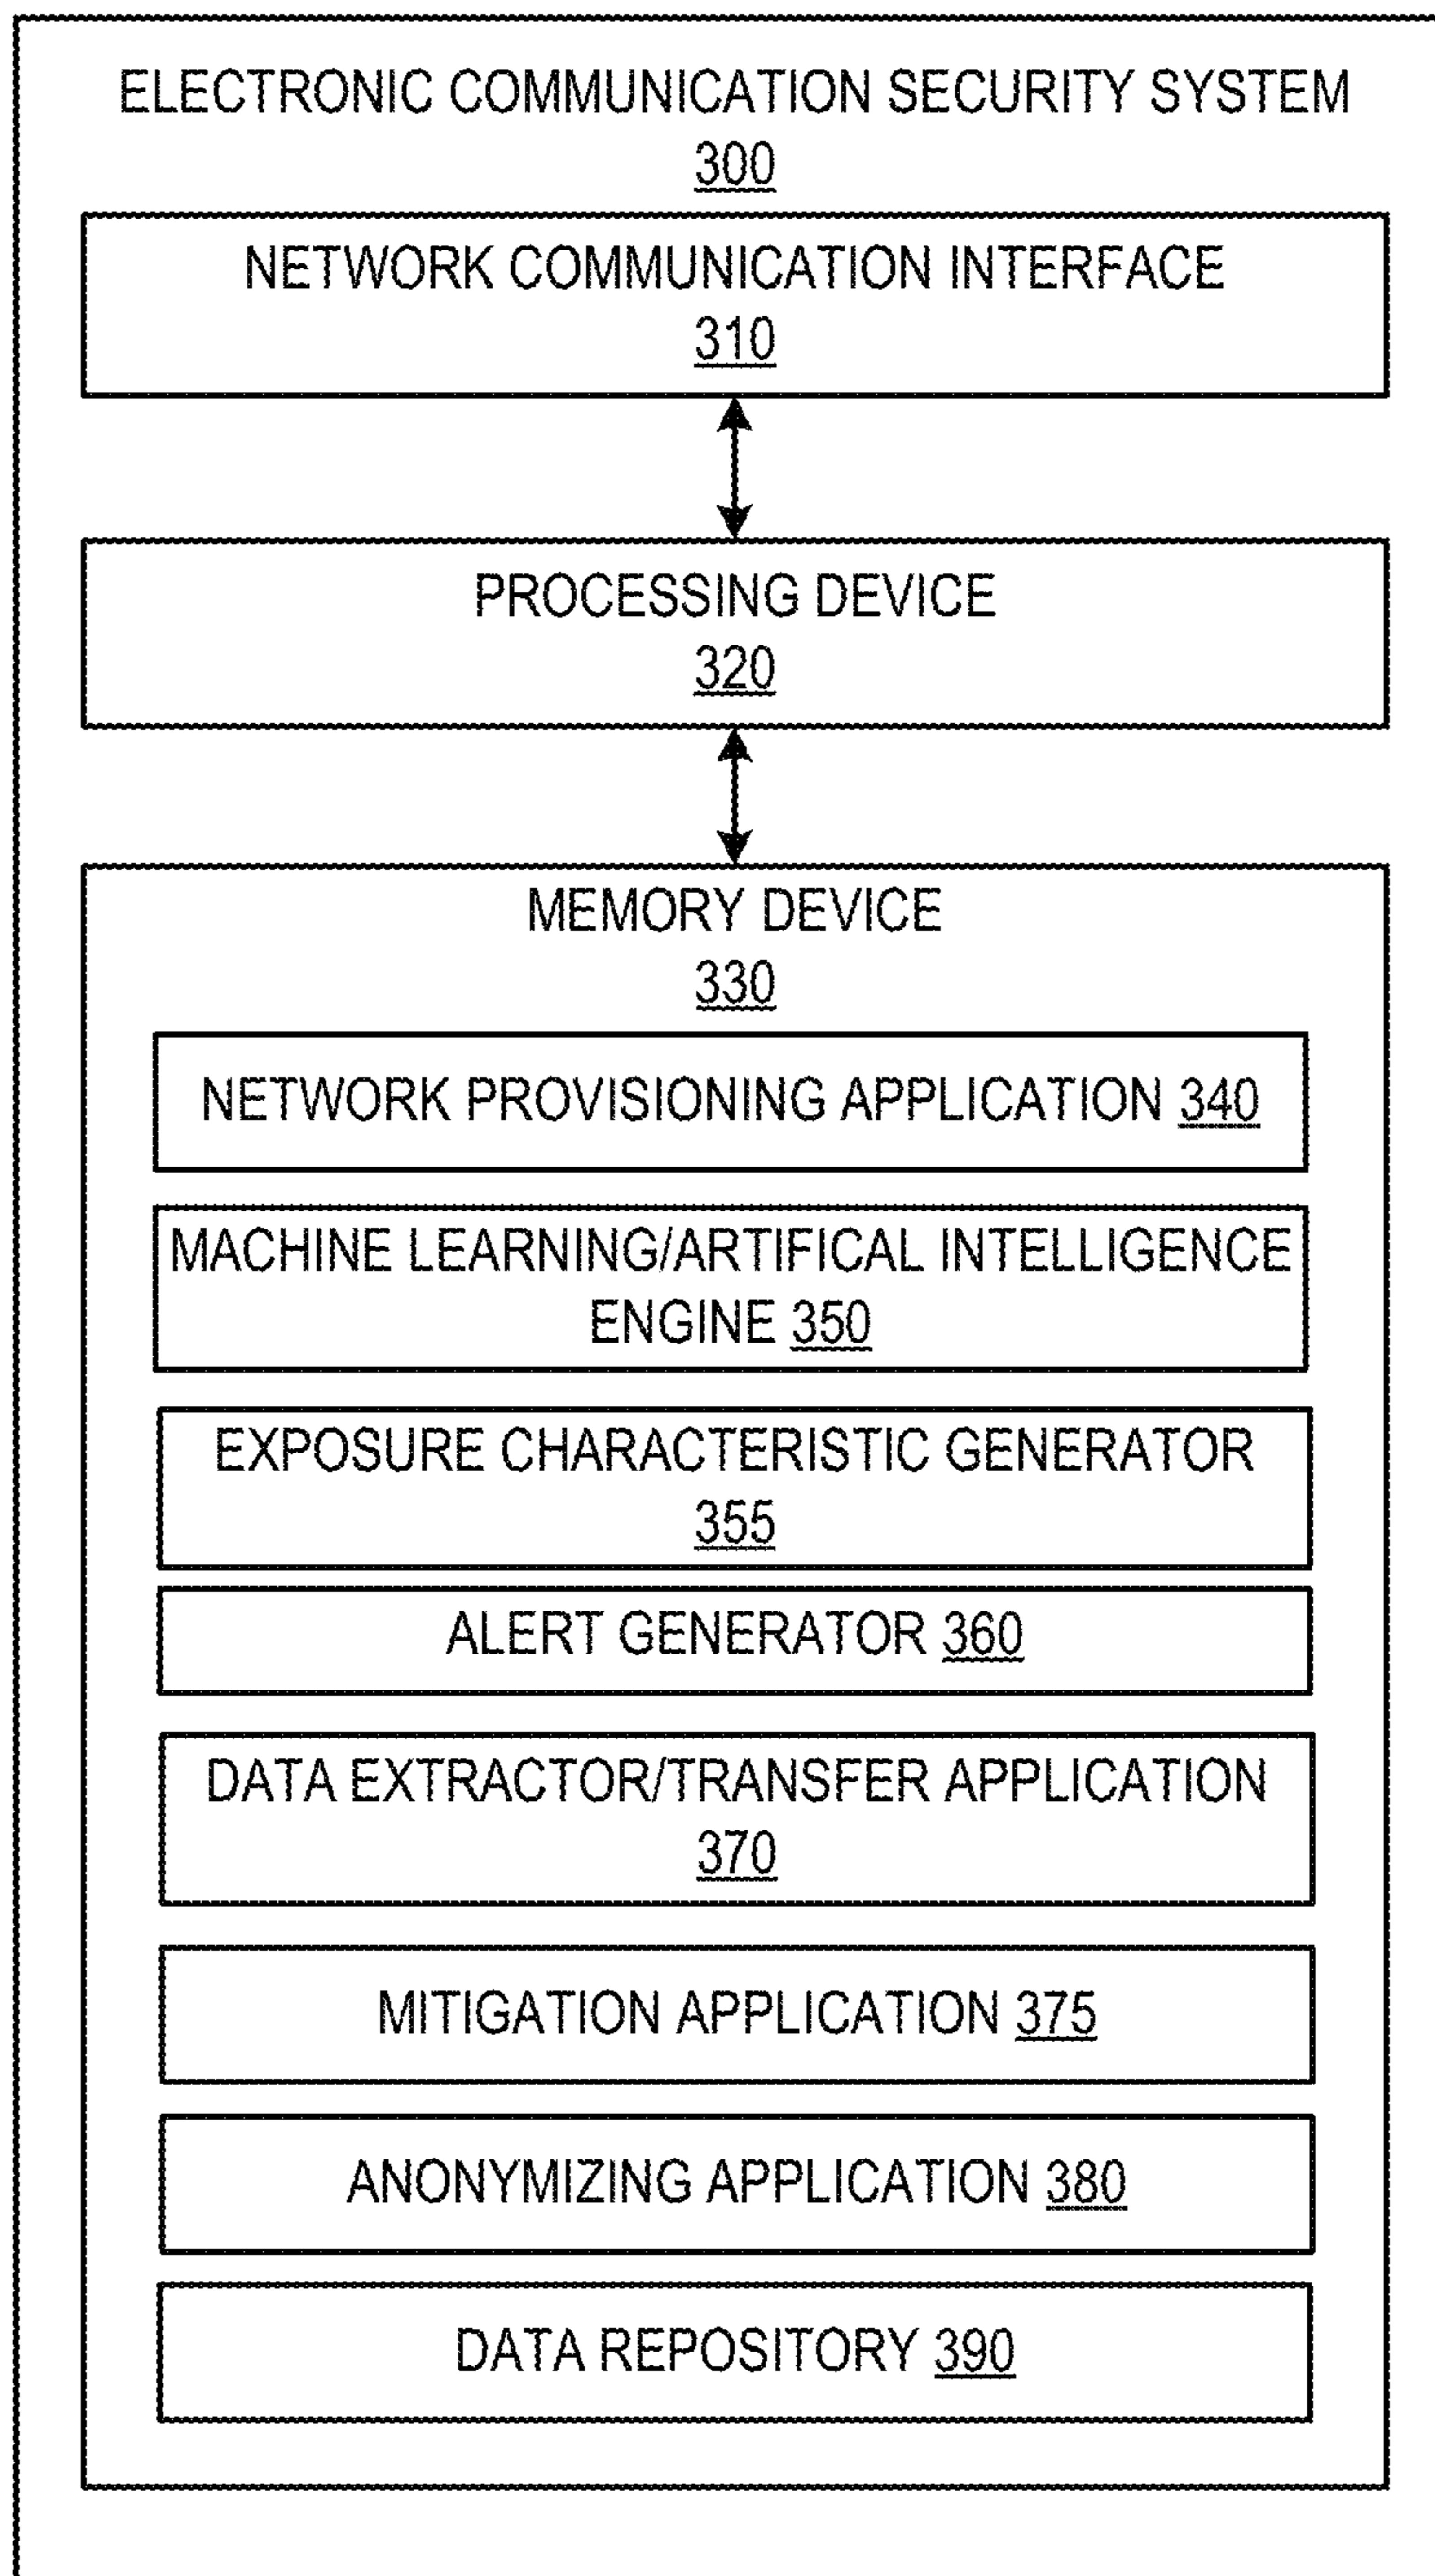 ELECTRONIC COMMUNICATION SECURITY SYSTEM
300
NETWORK COMMUNICATION INTERFACE
310
PROCESSING DEVICE
320
MEMORY DEVICE
330
NETWORK PROVISIONING APPLICATION 340
MACHINE LEARNING/ARTIFICAL INTELLIGENCE
ENGINE 350
EXPOSURE CHARACTERISTIC GENERATOR
355
ALERT GENERATOR 360
DATA EXTRACTOR/TRANSFER APPLICATION
370
MITIGATION APPLICATION 375
ANONYMIZING APPLICATION 380
DATA REPOSITORY 390